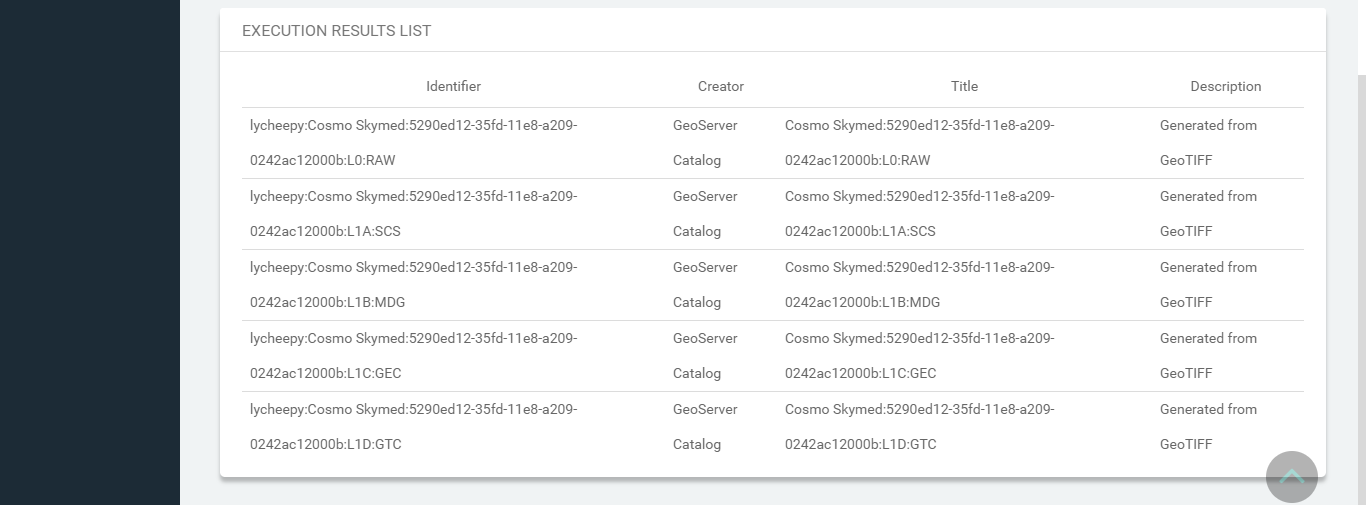 EXECUTION RESULTS LIST
Identifier Creator Title Description
lycheepy:Cosmo Skymed:5290ed12-35fd-11e8-a209- GeoServer Cosmo Skymed:5290ed12-35fd-11e8-a209- Generated from
0242ac12000b:L0:RAW Catalog 0242ac12000b:L0:RAW GeoTIFF
lycheepy:Cosmo Skymed:5290ed12-35fd-11e8-a209- GeoServer Cosmo Skymed:5290ed12-35fd-11e8-a209- Generated from
0242ac12000b:L1A:SCS Catalog 0242ac12000b:L1A:SCS GeoTIFF
lycheepy:Cosmo Skymed:5290ed12-35fd-11e8-a209- GeoServer Cosmo Skymed:5290ed12-35fd-11e8-a209- Generated from
0242ac12000b:L1B:MDG Catalog 0242ac12000b:L1B:MDG GeoTIFF
lycheepy:Cosmo Skymed:5290ed12-35fd-11e8-a209- GeoServer Cosmo Skymed:5290ed12-35fd-11e8-a209- Generated from
0242ac12000b:L1C:GEC Catalog 0242ac12000b:L1C:GEC GeoTIFF
lycheepy:Cosmo Skymed:5290ed12-35fd-11e8-a209- GeoServer Cosmo Skymed:5290ed12-35fd-11e8-a209- Generated from
0242ac12000b:L1D:GTC Catalog 0242ac12000b:L1D:GTC GeoTIFF